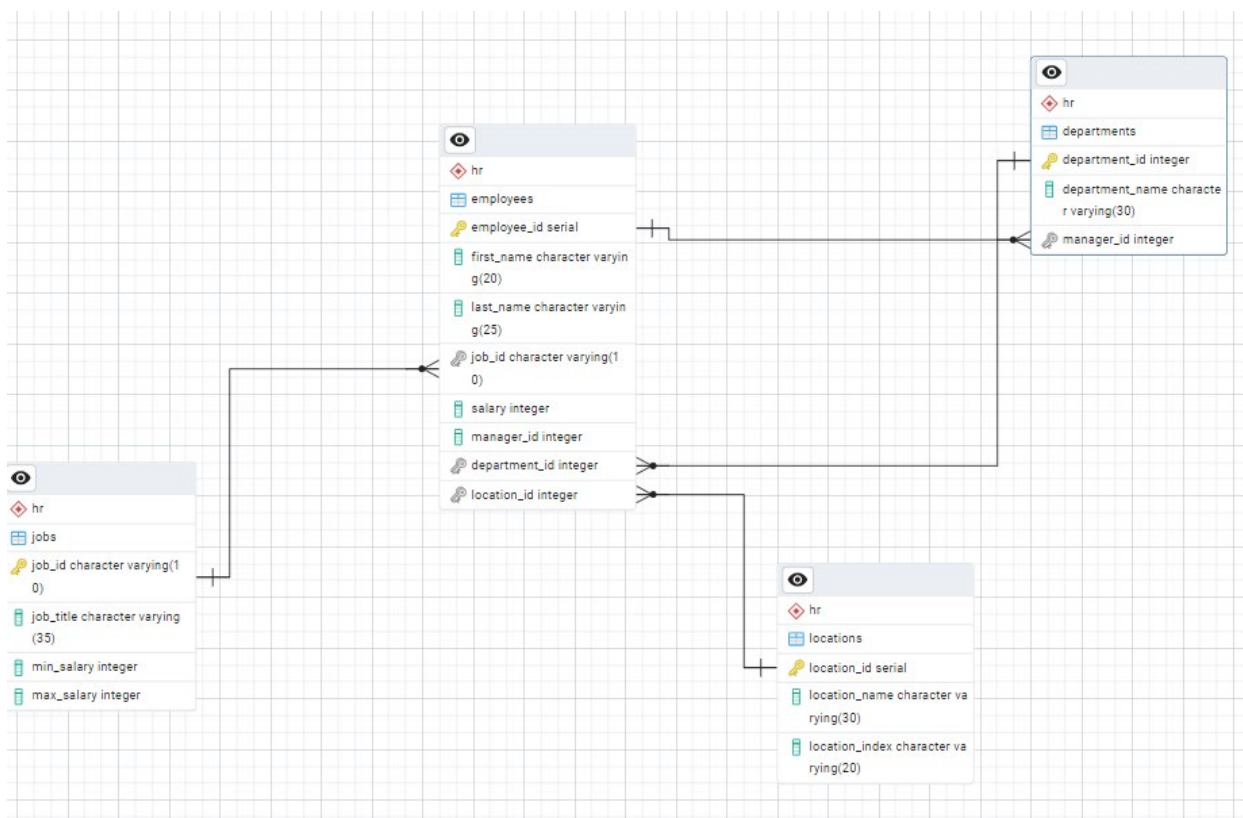 hr
departments
department_id integer
department_name characte
r varying(30)
manager_id integer
hr
employees
employee_id serial
first_name character varyin
g(20)
last_name character varyin
g(25)
job_id character varying(1
0)
salary integer
manager_id integer
department_id integer
location_id integer
hr
jobs
job_id character varying(1
0)
job_title character varying
(35)
min_salary integer
max_salary integer
hr
locations
location_id serial
location_name character va
rying(30)
location_index character va
rying(20)